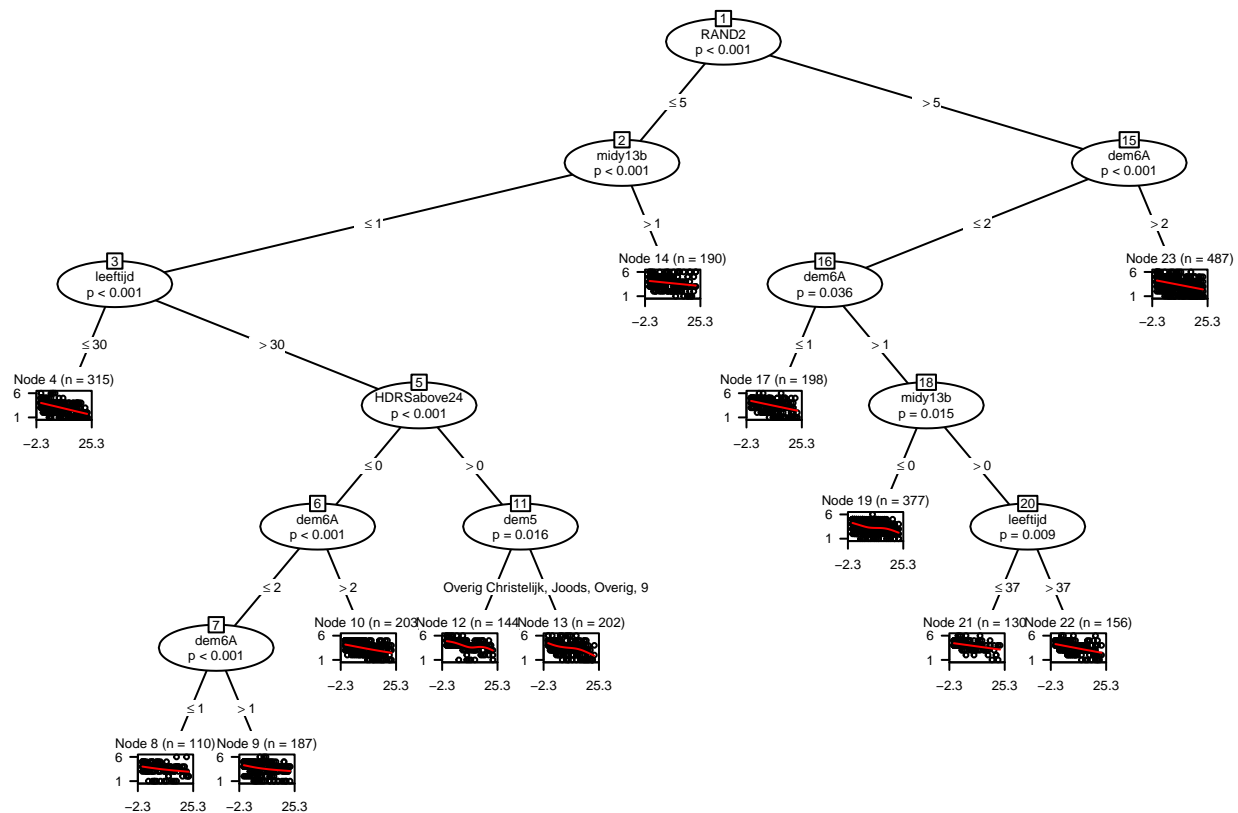 1
RAND2
p < 0.001
≤ 5
> 5
2
midy13b
p < 0.001
15
dem6A
p < 0.001
≤ 1
> 1
≤ 2
> 2
3
leeftijd
p < 0.001
Node 14 (n = 190)
6
1
−2.3
25.3
16
dem6A
p = 0.036
Node 23 (n = 487)
6
1
−2.3
25.3
≤ 30
> 30
≤ 1
> 1
Node 4 (n = 315)
6
1
−2.3
25.3
5
HDRSabove24
p < 0.001
Node 17 (n = 198)
6
1
−2.3
25.3
18
midy13b
p = 0.015
≤ 0
> 0
≤ 0
> 0
6
dem6A
p < 0.001
11
dem5
p = 0.016
Node 19 (n = 377)
6
1
−2.3
25.3
20
leeftijd
p = 0.009
≤ 2
> 2
Overig Christelijk, Joods, Overig, 9
≤ 37
> 37
7
dem6A
p < 0.001
Node 10 (n = 203
6
1
−2.3
25.3
Node 12 (n = 144
6
1
−2.3
25.3
Node 13 (n = 202)
6
1
−2.3
25.3
Node 21 (n = 130
6
1
−2.3
25.3
Node 22 (n = 156)
6
1
−2.3
25.3
≤ 1
> 1
Node 8 (n = 110)
6
1
−2.3
25.3
Node 9 (n = 187)
6
1
−2.3
25.3